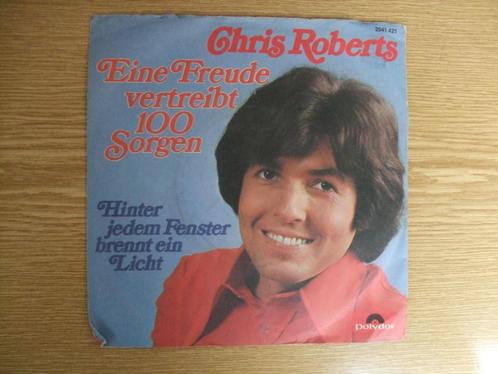 2041 421
Chris Roberts
Eine Freude
vertreibt
100
Sorgen
Hinter
jedem Fenster
brennt ein
Licht
Polydor